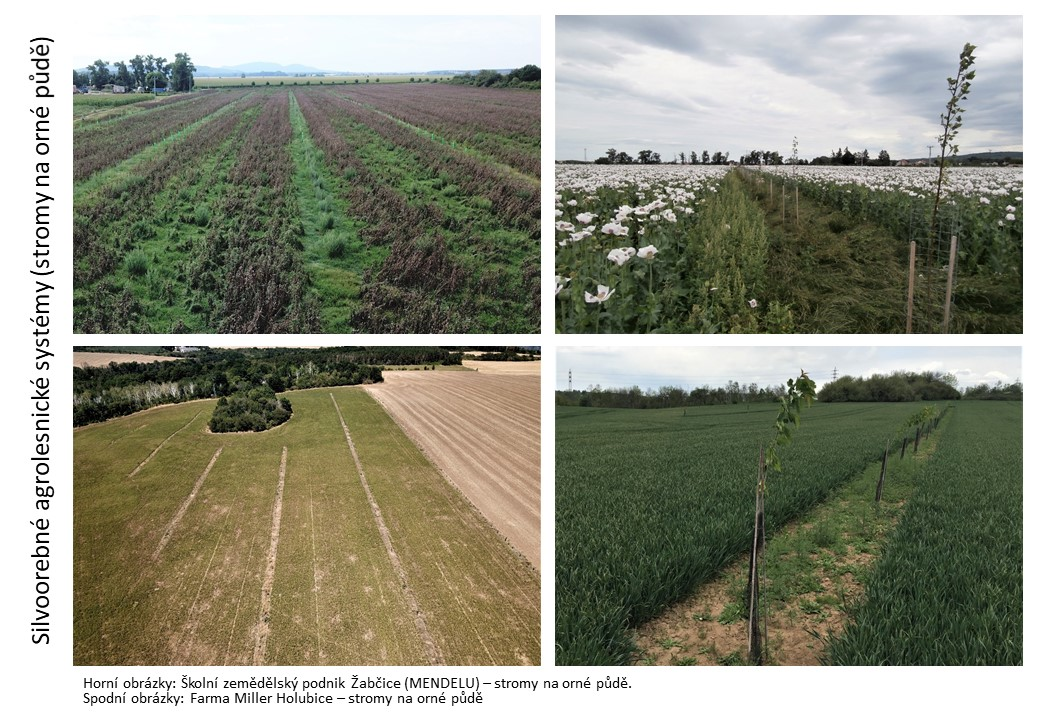 Silvoorebné agrolesnické systémy (stromy na orné půdě)
Horní obrázky: Školní zemědělský podnik Žabčice (MENDELU) – stromy na orné půdě.
Spodní obrázky: Farma Miller Holubice – stromy na orné půdě